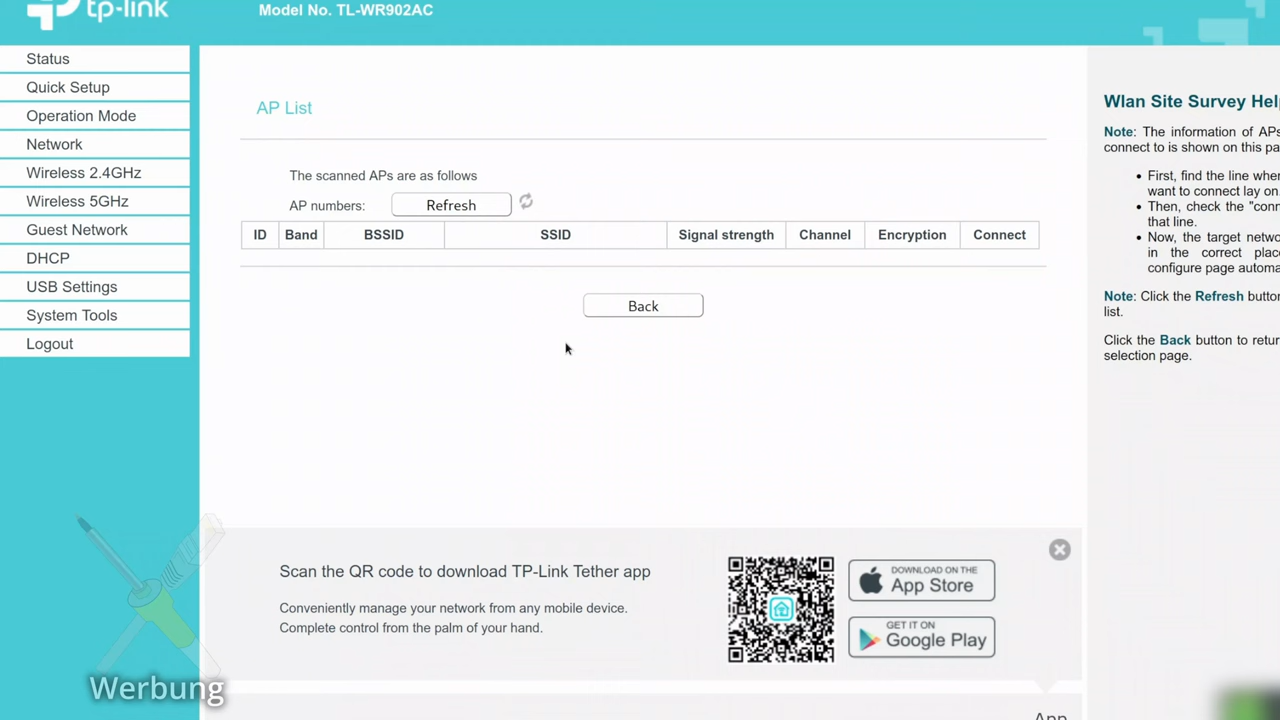 tp-link
Model No. TL-WR902AC
Status
Quick Setup
Operation Mode
Network
Wireless 2.4GHz
Wireless 5GHz
Guest Network
DHCP
USB Settings
System Tools
Logout
AP List
The scanned APs are as follows
AP numbers:
Refresh
ID Band BSSID SSID Signal strength Channel Encryption Connect
Back
Wlan Site Survey Help
Note: The information of APs
connect to is shown on this pa
First, find the line wher
want to connect lay on.
Then, check the "conn
that line.
Now, the target netwo
in the correct place
configure page automa
Note: Click the Refresh button
list.
Click the Back button to retur
selection page.
Scan the QR code to download TP-Link Tether app
Conveniently manage your network from any mobile device.
Complete control from the palm of your hand.
DOWNLOAD ON THE
App Store
GET IT ON
Google Play
App
Werbung